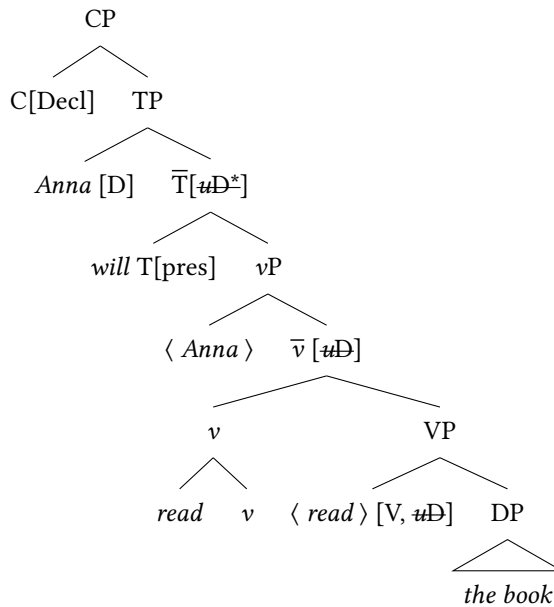 CP
C[Decl] TP
Anna [D] T̅[uD*]
will T[pres] vP
⟨ Anna ⟩ v̅ [uD]
v VP
read v ⟨ read ⟩ [V, uD] DP
the book